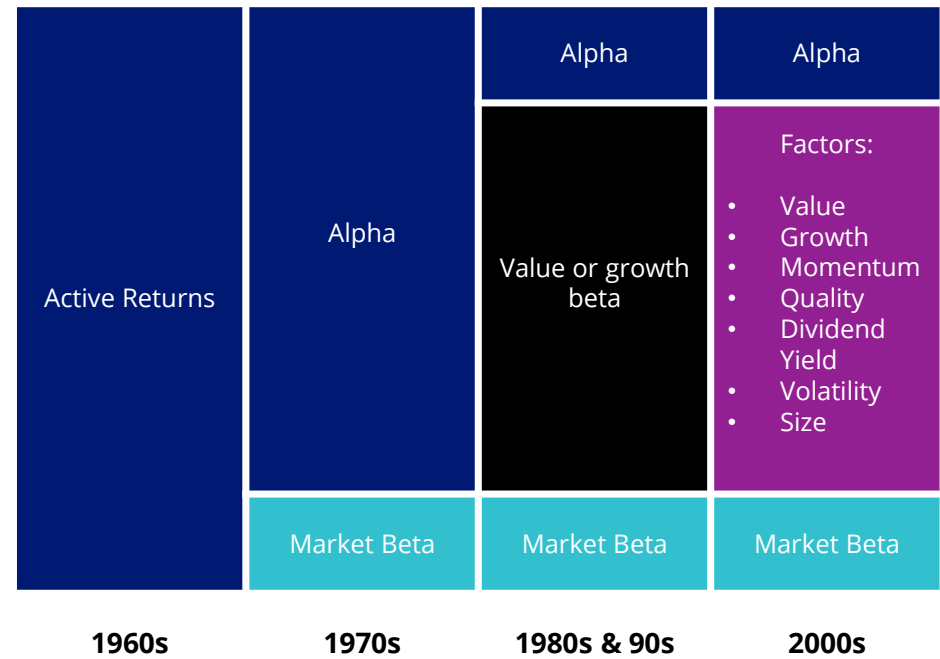 Active Returns
Alpha
Market Beta
Alpha
Value or growth
beta
Market Beta
Alpha
Factors:
• Value
• Growth
• Momentum
• Quality
• Dividend
Yield
• Volatility
• Size
Market Beta
1960s
1970s
1980s & 90s
2000s